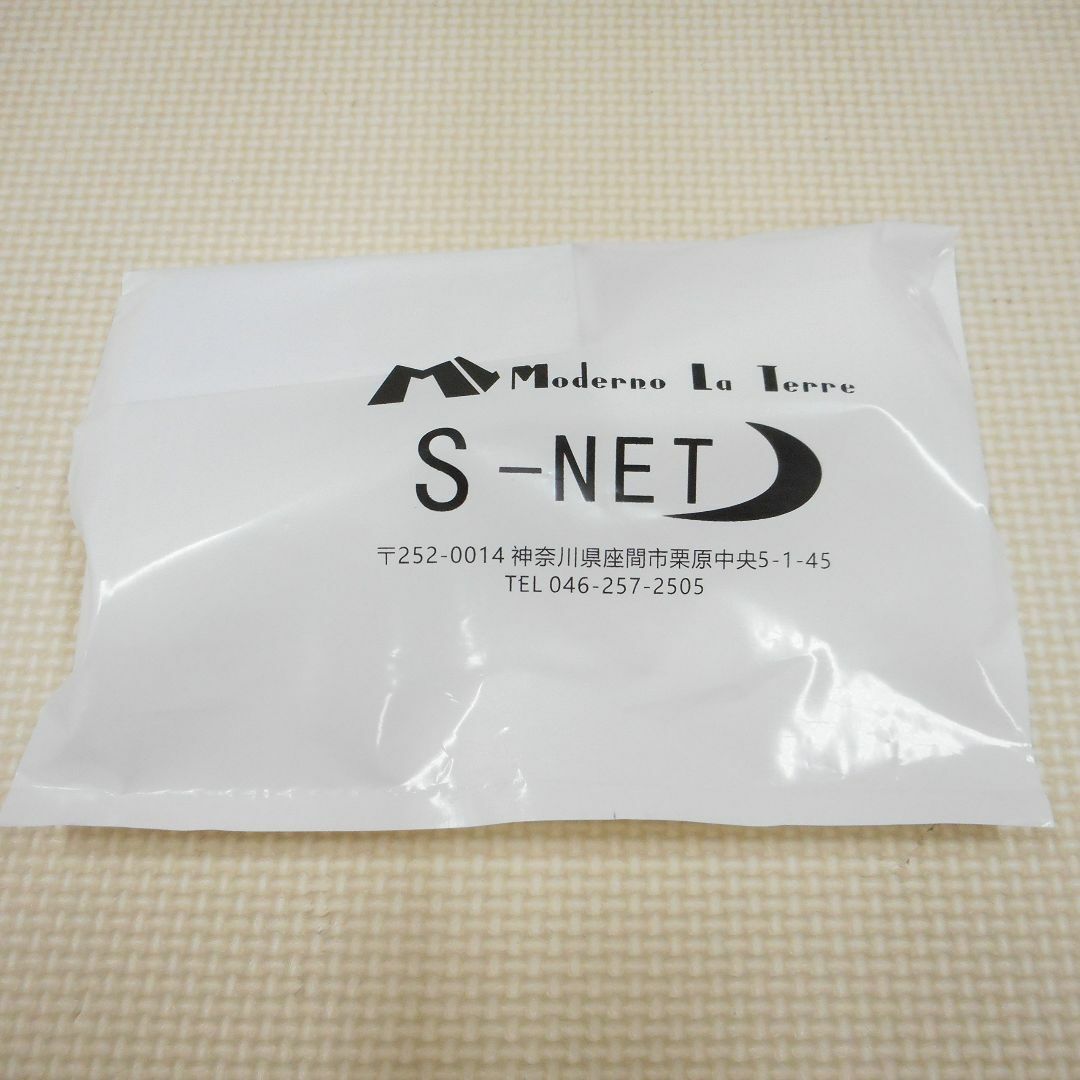 Moderno La Terre
S-NET
〒252-0014 神奈川県座間市栗原中央5-1-45
TEL 046-257-2505